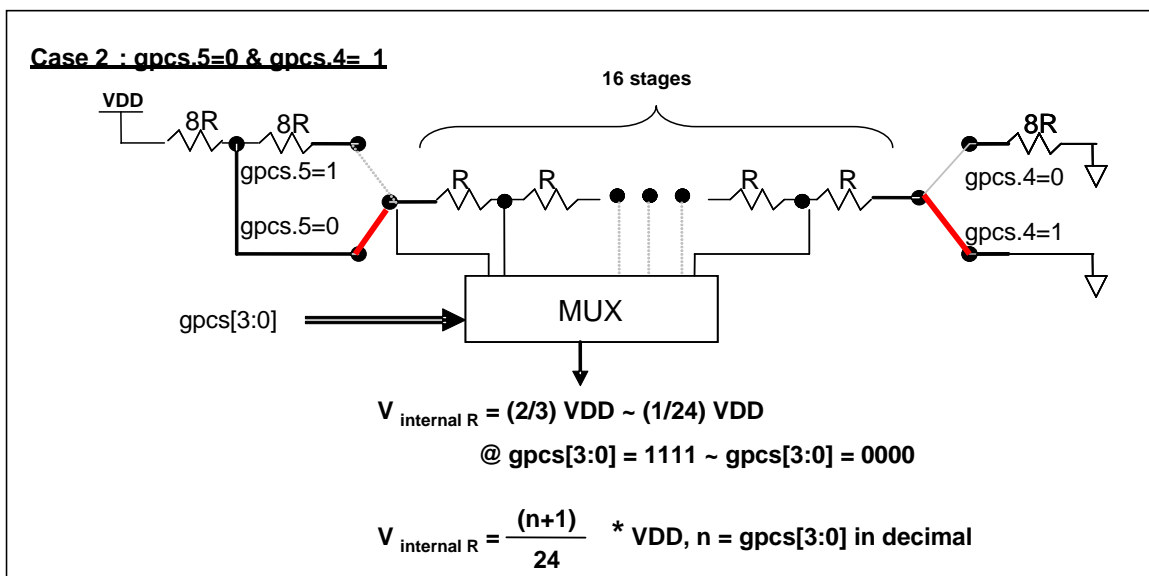 Case 2 : gpcs.5=0 & gpcs.4= 1
16 stages
VDD
8R
8R
8R
gpcs.5=1
R
R
R
R
gpcs.4=0
gpcs.5=0
gpcs.4=1
MUX
gpcs[3:0]
V internal R = (2/3) VDD ~ (1/24) VDD
@ gpcs[3:0] = 1111 ~ gpcs[3:0] = 0000
(n+1)
V internal R = * VDD, n = gpcs[3:0] in decimal
24